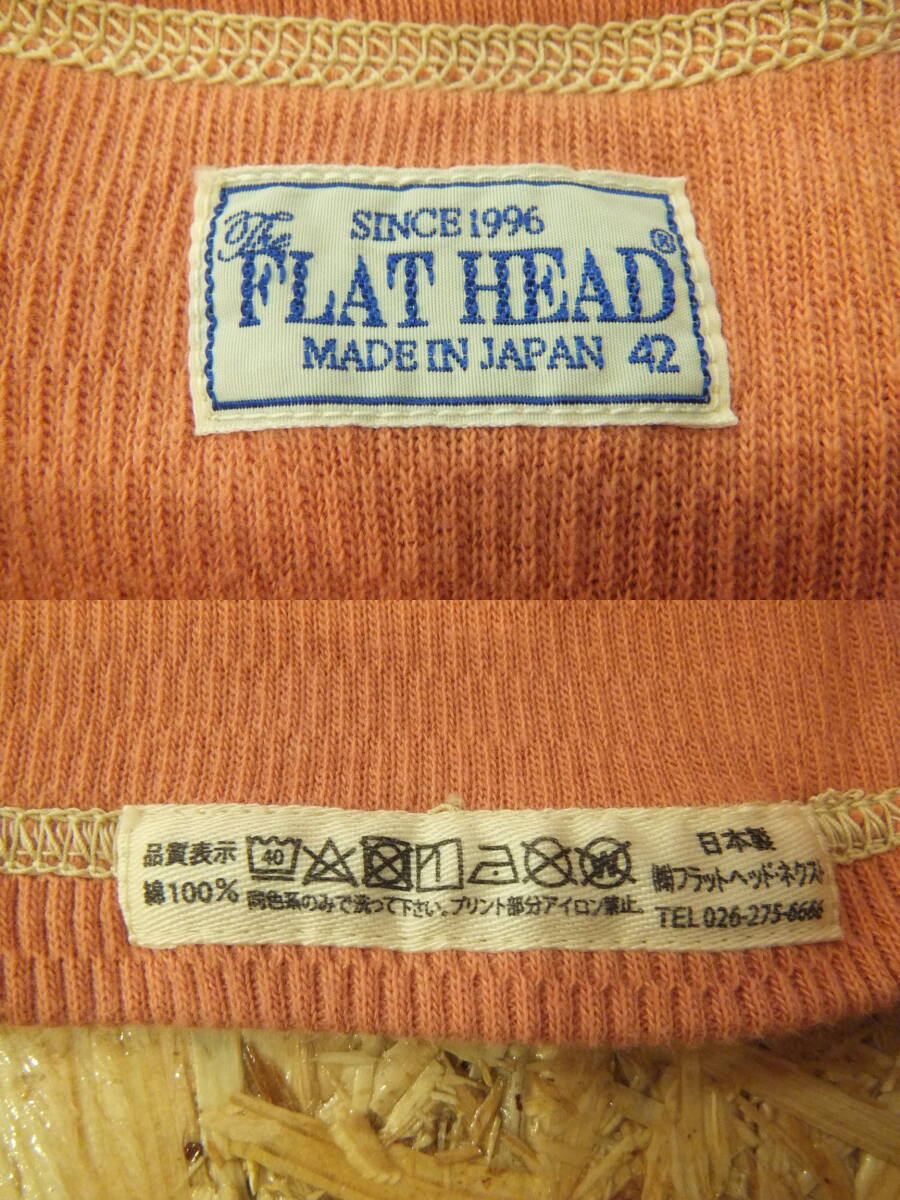 SINCE 1996
The
FLAT HEAD®
MADE IN JAPAN 42
品質表示 40
綿100%
同色系のみで洗って下さい。プリント部分アイロン禁止。
日本製
㈱フラットヘッド・ネクスト
TEL 026-275-6666